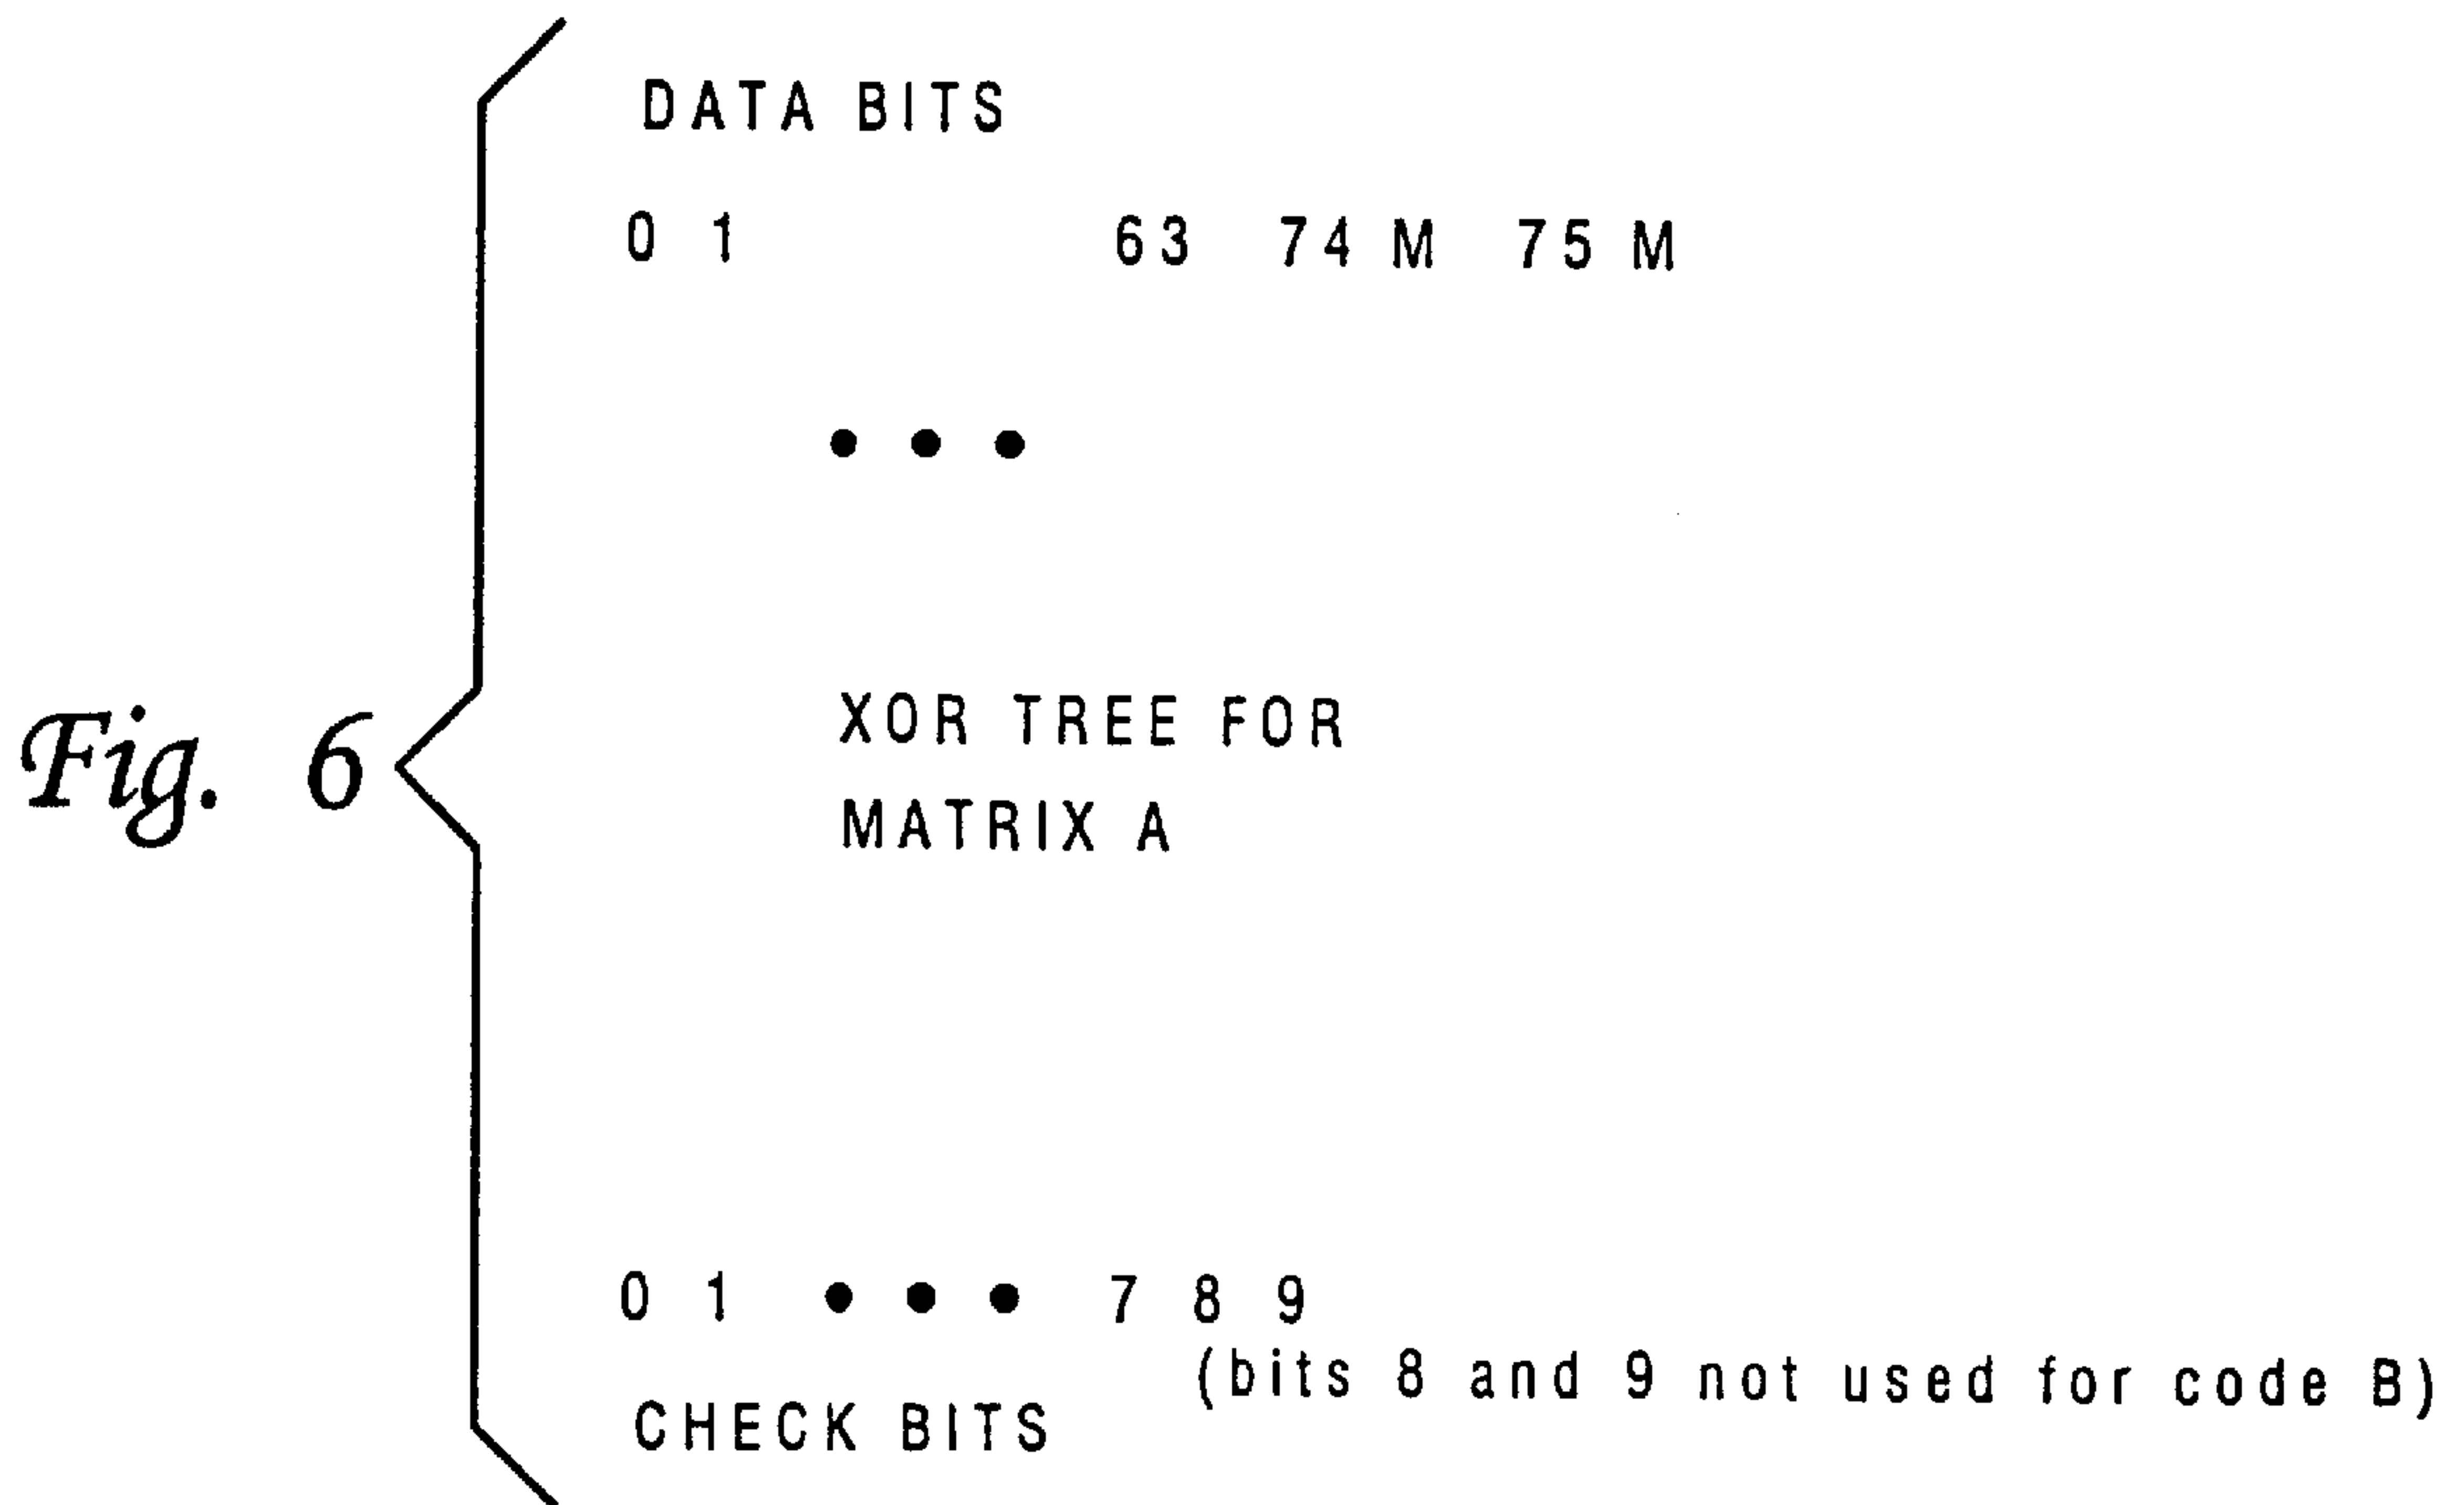 DATA BITS
0 1 63 74 M 75 M
• • •
Fig. 6
XOR TREE FOR
MATRIX A
0 1 • • • 7 8 9
(bits 8 and 9 not used for code B)
CHECK BITS